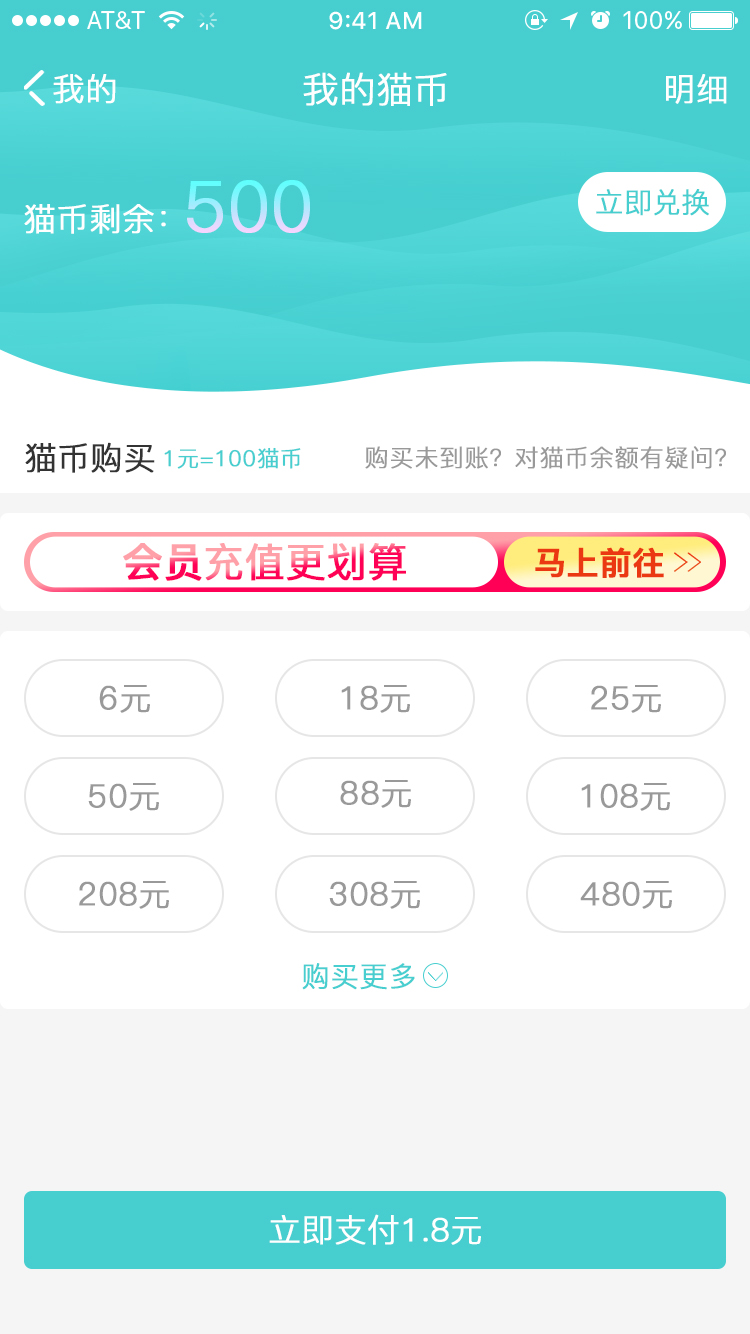 AT&T 9:41 AM 100%
我的 我的猫币 明细
猫币剩余：500 立即兑换
猫币购买 1元=100猫币 购买未到账？对猫币余额有疑问？
会员充值更划算 马上前往 >>
6元 18元 25元
50元 88元 108元
208元 308元 480元
购买更多
立即支付1.8元